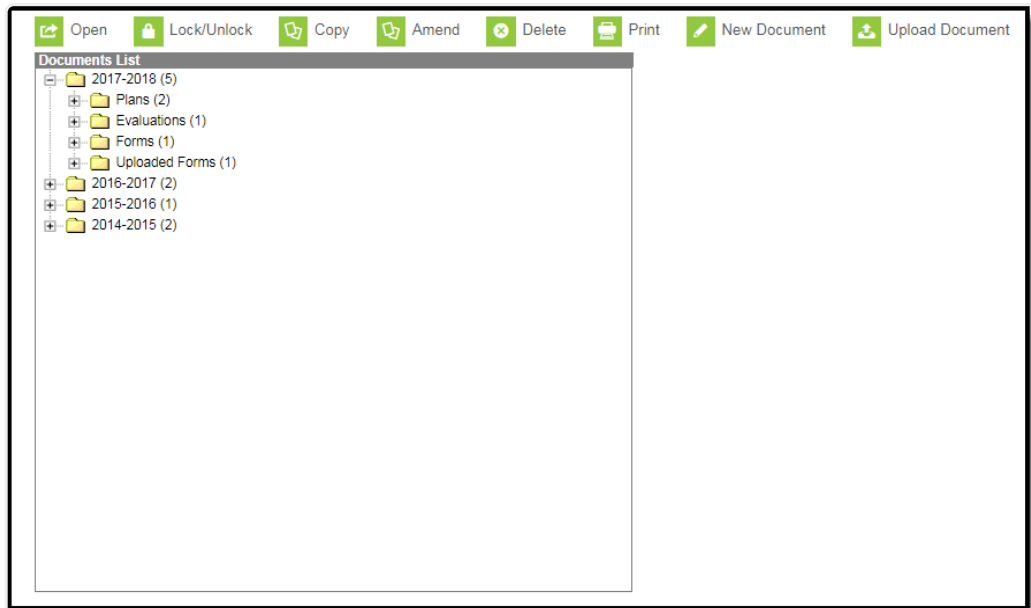 Open Lock/Unlock Copy Amend Delete Print New Document Upload Document
Documents List
2017-2018 (5)
Plans (2)
Evaluations (1)
Forms (1)
Uploaded Forms (1)
2016-2017 (2)
2015-2016 (1)
2014-2015 (2)